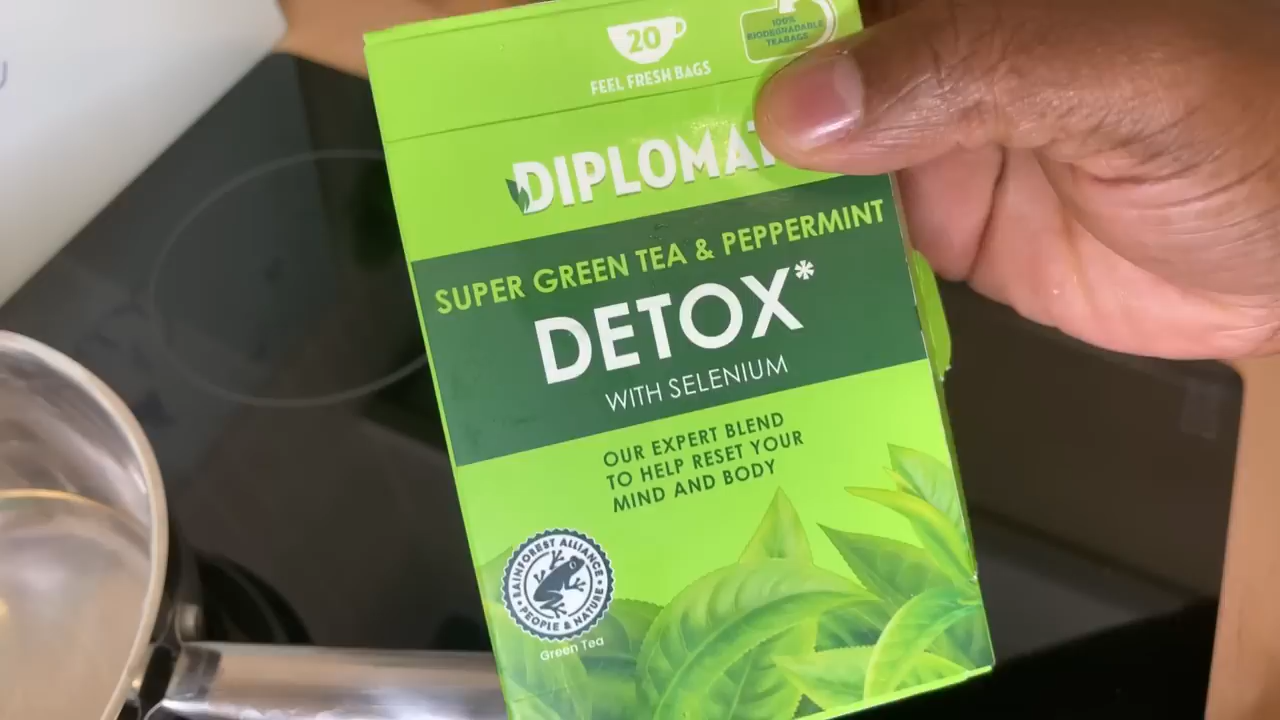 20
FEEL FRESH BAGS
100%
BIODEGRADABLE
TEABAGS
DIPLOMAT
SUPER GREEN TEA & PEPPERMINT
DETOX*
WITH SELENIUM
OUR EXPERT BLEND
TO HELP RESET YOUR
MIND AND BODY
RAINFOREST ALLIANCE
PEOPLE & NATURE
Green Tea